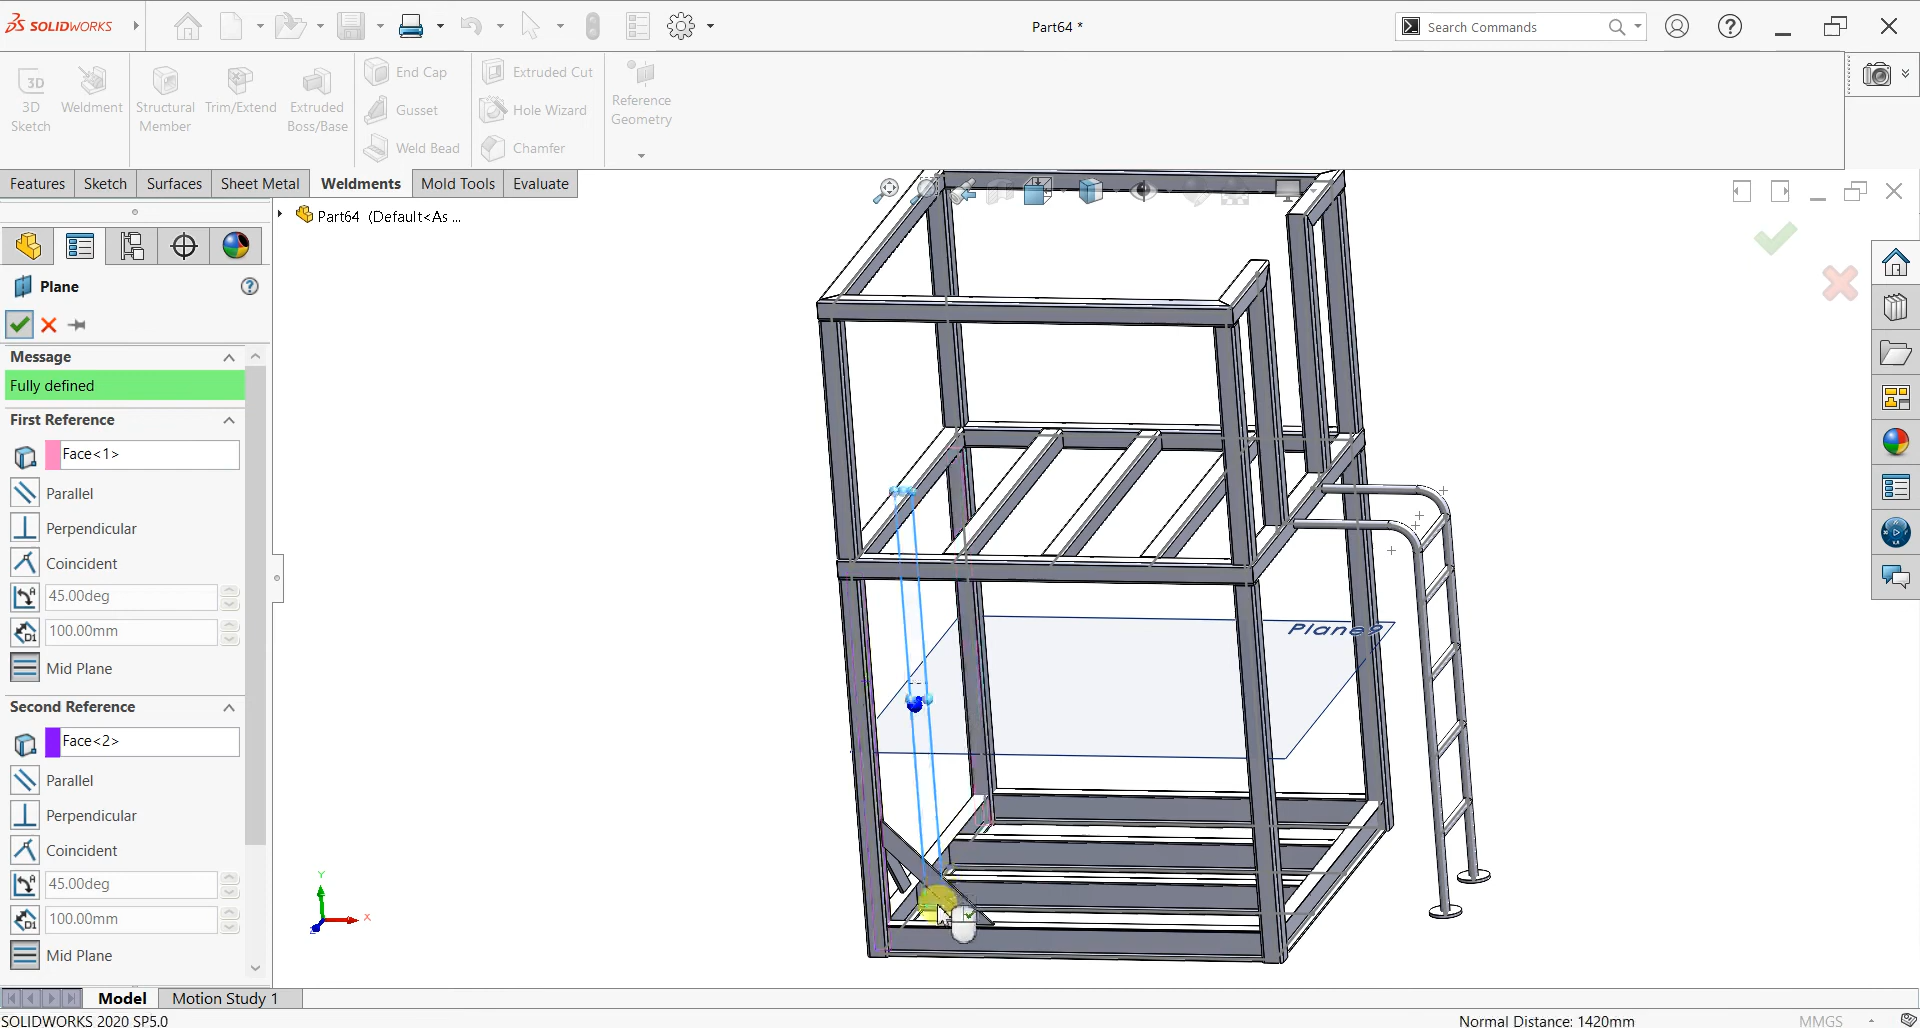 SOLIDWORKS
Part64 *
Search Commands
3D
3D
Sketch
Weldment
Structural
Member
Trim/Extend
Extruded
Boss/Base
End Cap
Gusset
Weld Bead
Extruded Cut
Hole Wizard
Chamfer
Reference
Geometry
Features
Sketch
Surfaces
Sheet Metal
Weldments
Mold Tools
Evaluate
Part64 (Default<As ...
Plane
Message
Fully defined
First Reference
Face<1>
Parallel
Perpendicular
Coincident
45.00deg
100.00mm
Mid Plane
Second Reference
Face<2>
Parallel
Perpendicular
Coincident
45.00deg
100.00mm
Mid Plane
Plane9
Y
X
Model
Motion Study 1
SOLIDWORKS 2020 SP5.0
Normal Distance: 1420mm
MMGS